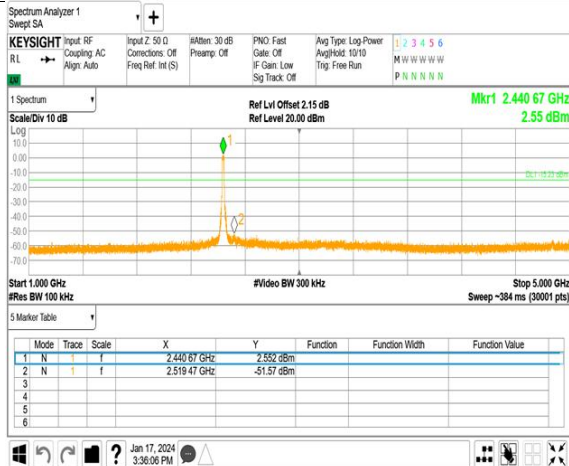 Spectrum Analyzer 1
Swept SA
+
KEYSIGHT Input: RF Input Z: 50 Ω #Atten: 30 dB PNO: Fast Avg Type: Log-Power 1 2 3 4 5 6
RL Coupling: AC Corrections: Off Preamp: Off Gate: Off Avg|Hold: 10/10 M W W W W W
Align: Auto Freq Ref: Int (S) IF Gain: Low Trig: Free Run
Sig Track: Off P N N N N N
1 Spectrum Ref Lvl Offset 2.15 dB Mkr1 2.440 67 GHz
Scale/Div 10 dB Ref Level 20.00 dBm 2.55 dBm
Log
10.0
0.00
-10.0
-20.0
-30.0
-40.0
-50.0
-60.0
-70.0
1
2
Start 1.000 GHz #Video BW 300 kHz Stop 5.000 GHz
#Res BW 100 kHz Sweep ~384 ms (30001 pts)
5 Marker Table
Mode Trace Scale X Y Function Function Width Function Value
1 N 1 f 2.440 67 GHz 2.552 dBm
2 N 1 f 2.519 47 GHz -51.57 dBm
3
4
5
6
? Jan 17, 2024
3:36:06 PM